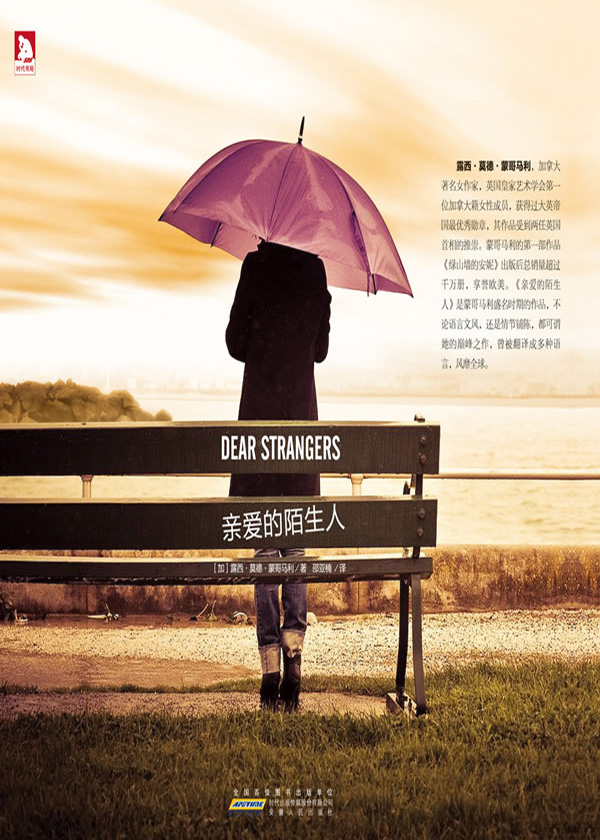 时代书局
露西·莫德·蒙哥马利，加拿大
著名女作家，英国皇家艺术学会第一
位加拿大籍女性成员，获得过大英帝
国最优秀勋章，其作品受到两任英国
首相的推崇。蒙哥马利的第一部作品
《绿山墙的安妮》出版后总销量超过
千万册，享誉欧美。《亲爱的陌生
人》是蒙哥马利盛名时期的作品，不
论语言文风，还是情节铺陈，都可谓
她的巅峰之作，曾被翻译成多种语
言，风靡全球。
DEAR STRANGERS
亲爱的陌生人
［加］露西·莫德·蒙哥马利／著 邵亚楠／译
全国百佳图书出版单位
APGTIME 时代出版传媒股份有限公司
安徽人民出版社